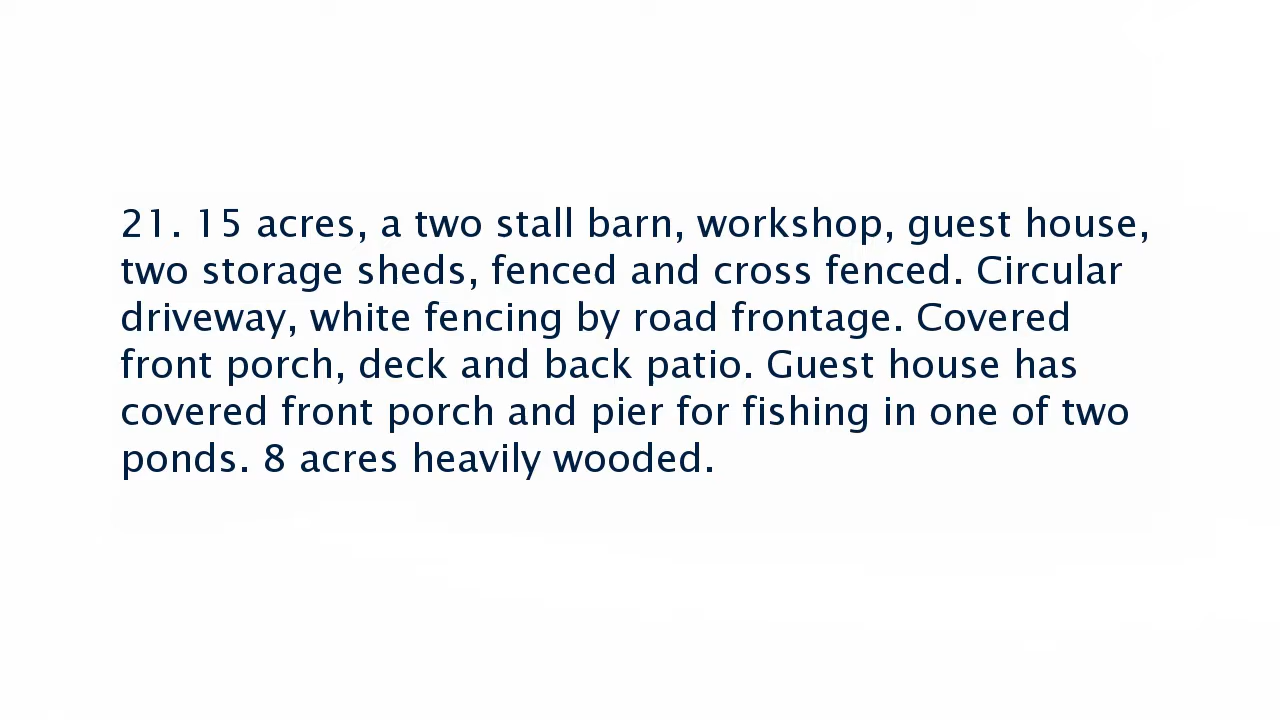 21. 15 acres, a two stall barn, workshop, guest house,
two storage sheds, fenced and cross fenced. Circular
driveway, white fencing by road frontage. Covered
front porch, deck and back patio. Guest house has
covered front porch and pier for fishing in one of two
ponds. 8 acres heavily wooded.